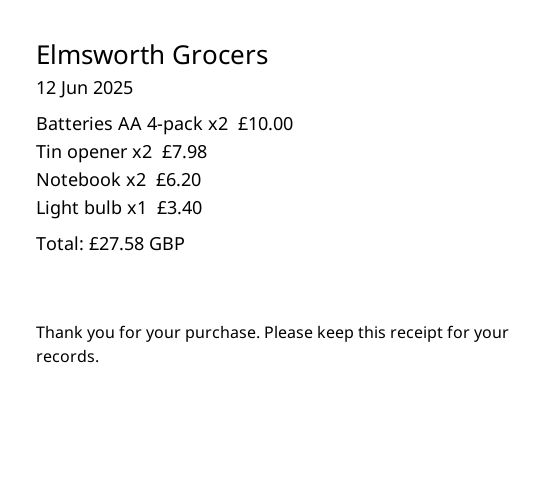 Elmsworth Grocers
12 Jun 2025
Batteries AA 4-pack x2  £10.00
Tin opener x2  £7.98
Notebook x2  £6.20
Light bulb x1  £3.40
Total: £27.58 GBP
Thank you for your purchase. Please keep this receipt for your
records.